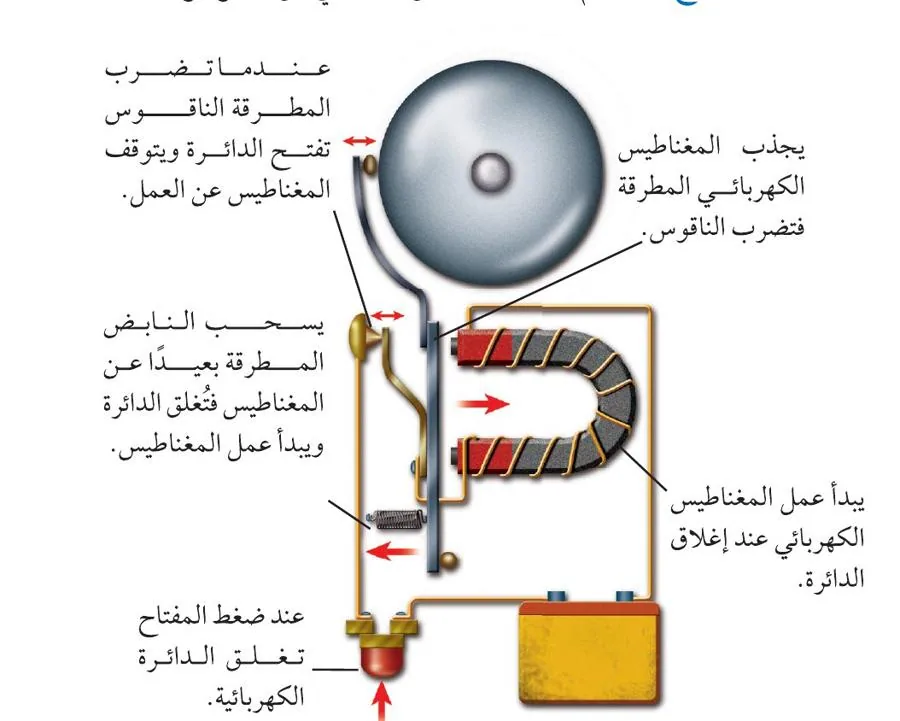 عندما تضرب
المطرقة الناقوس
تفتح الدائرة ويتوقف
المغناطيس عن العمل.
يجذب المغناطيس
الكهربائي المطرقة
فتضرب الناقوس.
يسحب النابض
المطرقة بعيدًا عن
المغناطيس فتُغلق الدائرة
ويبدأ عمل المغناطيس.
يبدأ عمل المغناطيس
الكهربائي عند إغلاق
الدائرة.
عند ضغط المفتاح
تغلق الدائرة
الكهربائية.